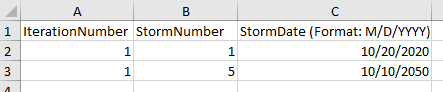 A B C
1 IterationNumber StormNumber StormDate (Format: M/D/YYYY)
2 1 1 10/20/2020
3 1 5 10/10/2050